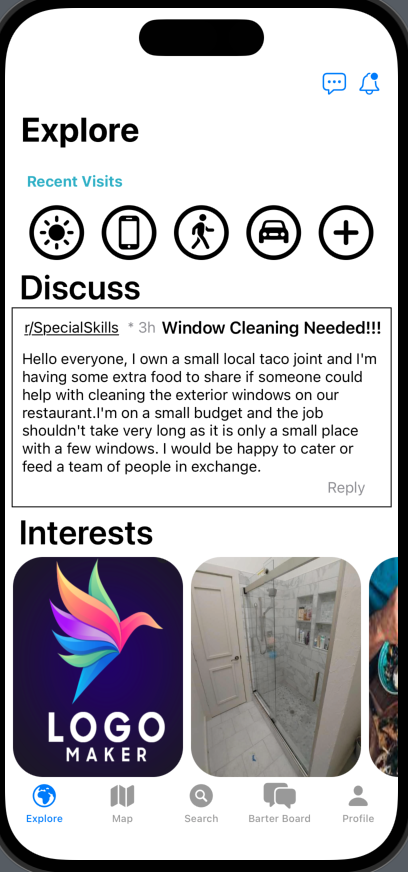 Explore
Recent Visits
Discuss
r/SpecialSkills * 3h Window Cleaning Needed!!!
Hello everyone, I own a small local taco joint and I'm
having some extra food to share if someone could
help with cleaning the exterior windows on our
restaurant.I'm on a small budget and the job
shouldn't take very long as it is only a small place
with a few windows. I would be happy to cater or
feed a team of people in exchange.
Reply
Interests
LOGO
MAKER
Explore Map Search Barter Board Profile